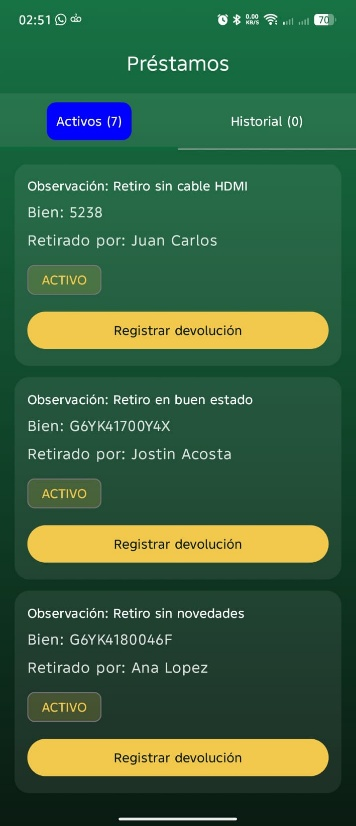 02:51
0.00 KB/S
70
Préstamos
Activos (7)
Historial (0)
Observación: Retiro sin cable HDMI
Bien: 5238
Retirado por: Juan Carlos
ACTIVO
Registrar devolución
Observación: Retiro en buen estado
Bien: G6YK41700Y4X
Retirado por: Jostin Acosta
ACTIVO
Registrar devolución
Observación: Retiro sin novedades
Bien: G6YK4180046F
Retirado por: Ana Lopez
ACTIVO
Registrar devolución